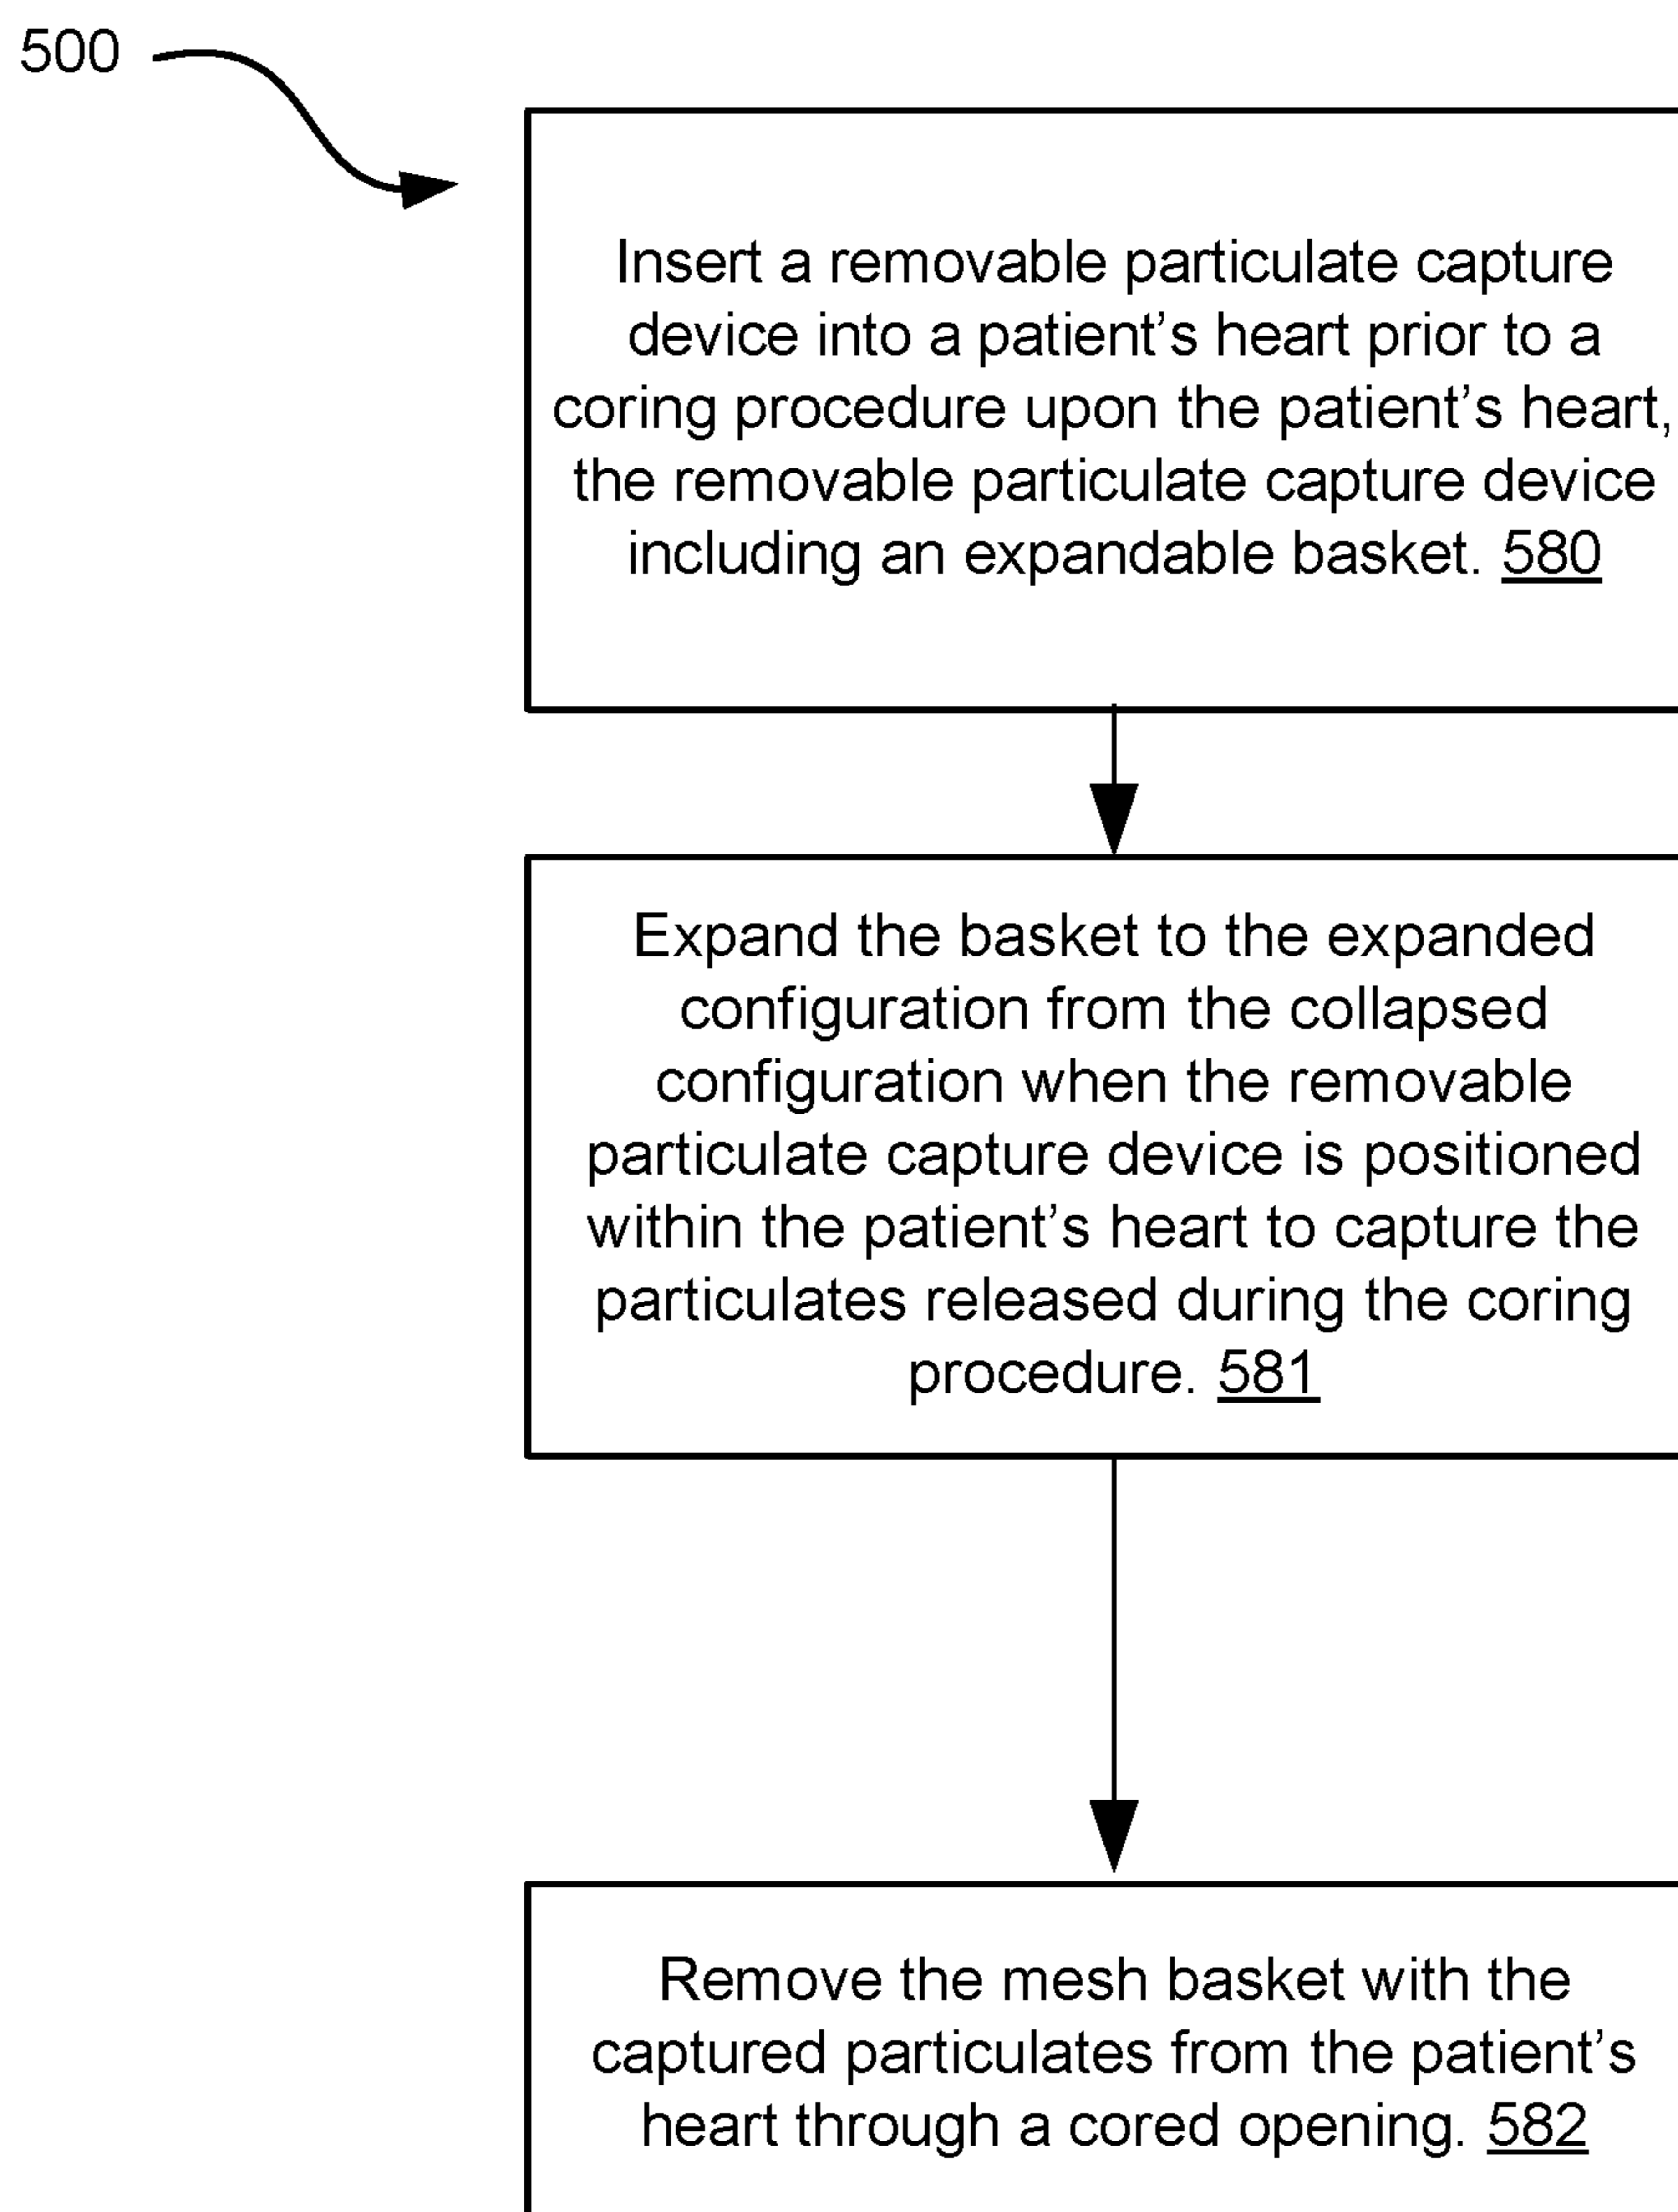 500
Insert a removable particulate capture
device into a patient’s heart prior to a
coring procedure upon the patient’s heart,
the removable particulate capture device
including an expandable basket. 580
Expand the basket to the expanded
configuration from the collapsed
configuration when the removable
particulate capture device is positioned
within the patient’s heart to capture the
particulates released during the coring
procedure. 581
Remove the mesh basket with the
captured particulates from the patient’s
heart through a cored opening. 582